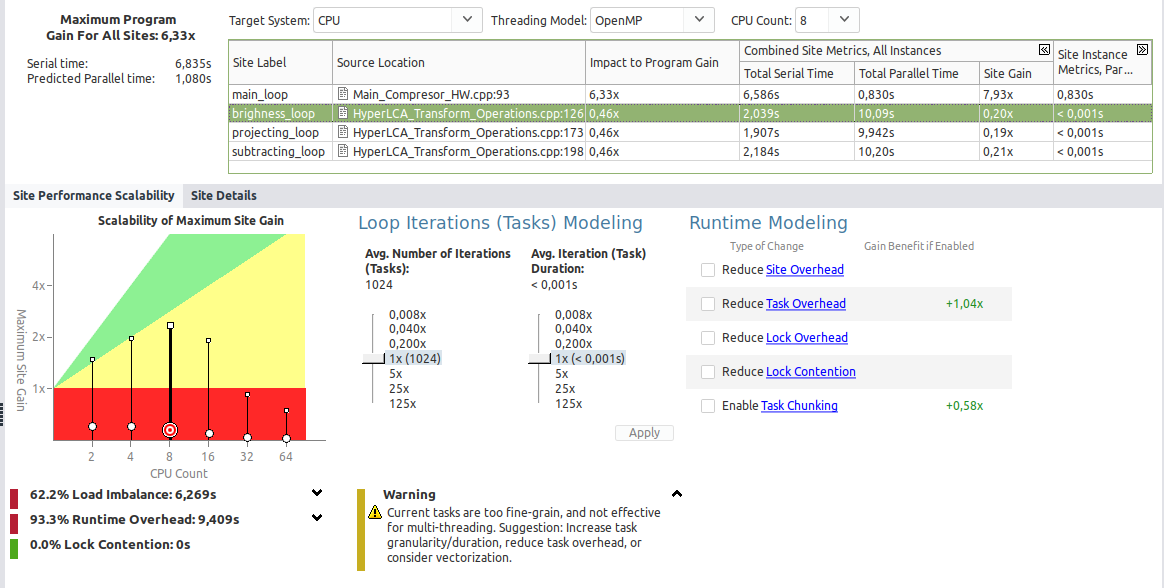 Maximum Program
Gain For All Sites: 6,33x
Serial time: 6,835s
Predicted Parallel time: 1,080s
Target System: CPU Threading Model: OpenMP CPU Count: 8
Site Label Source Location Impact to Program Gain Combined Site Metrics, All Instances Site Instance Metrics, Par...
Total Serial Time Total Parallel Time Site Gain
main_loop Main_Compresor_HW.cpp:93 6,33x 6,586s 0,830s 7,93x 0,830s
brighness_loop HyperLCA_Transform_Operations.cpp:126 0,46x 2,039s 10,09s 0,20x < 0,001s
projecting_loop HyperLCA_Transform_Operations.cpp:173 0,46x 1,907s 9,942s 0,19x < 0,001s
subtracting_loop HyperLCA_Transform_Operations.cpp:198 0,46x 2,184s 10,20s 0,21x < 0,001s
Site Performance Scalability Site Details
Scalability of Maximum Site Gain
4x
2x
1x
Maximum Site Gain
2 4 8 16 32 64
CPU Count
Loop Iterations (Tasks) Modeling
Avg. Number of Iterations
(Tasks):
1024
0,008x
0,040x
0,200x
1x (1024)
5x
25x
125x
Avg. Iteration (Task)
Duration:
< 0,001s
0,008x
0,040x
0,200x
1x (< 0,001s)
5x
25x
125x
Apply
Runtime Modeling
Type of Change Gain Benefit if Enabled
Reduce Site Overhead
Reduce Task Overhead +1,04x
Reduce Lock Overhead
Reduce Lock Contention
Enable Task Chunking +0,58x
62.2% Load Imbalance: 6,269s
93.3% Runtime Overhead: 9,409s
0.0% Lock Contention: 0s
Warning
Current tasks are too fine-grain, and not effective
for multi-threading. Suggestion: Increase task
granularity/duration, reduce task overhead, or
consider vectorization.